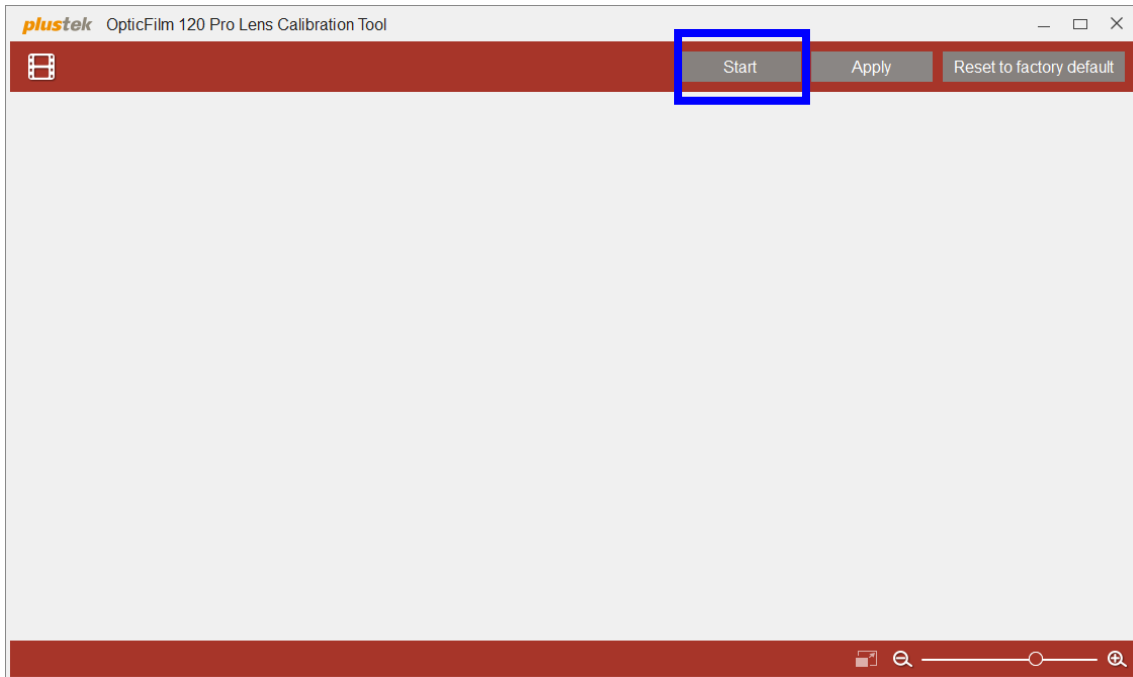 plustek OpticFilm 120 Pro Lens Calibration Tool
Start Apply Reset to factory default